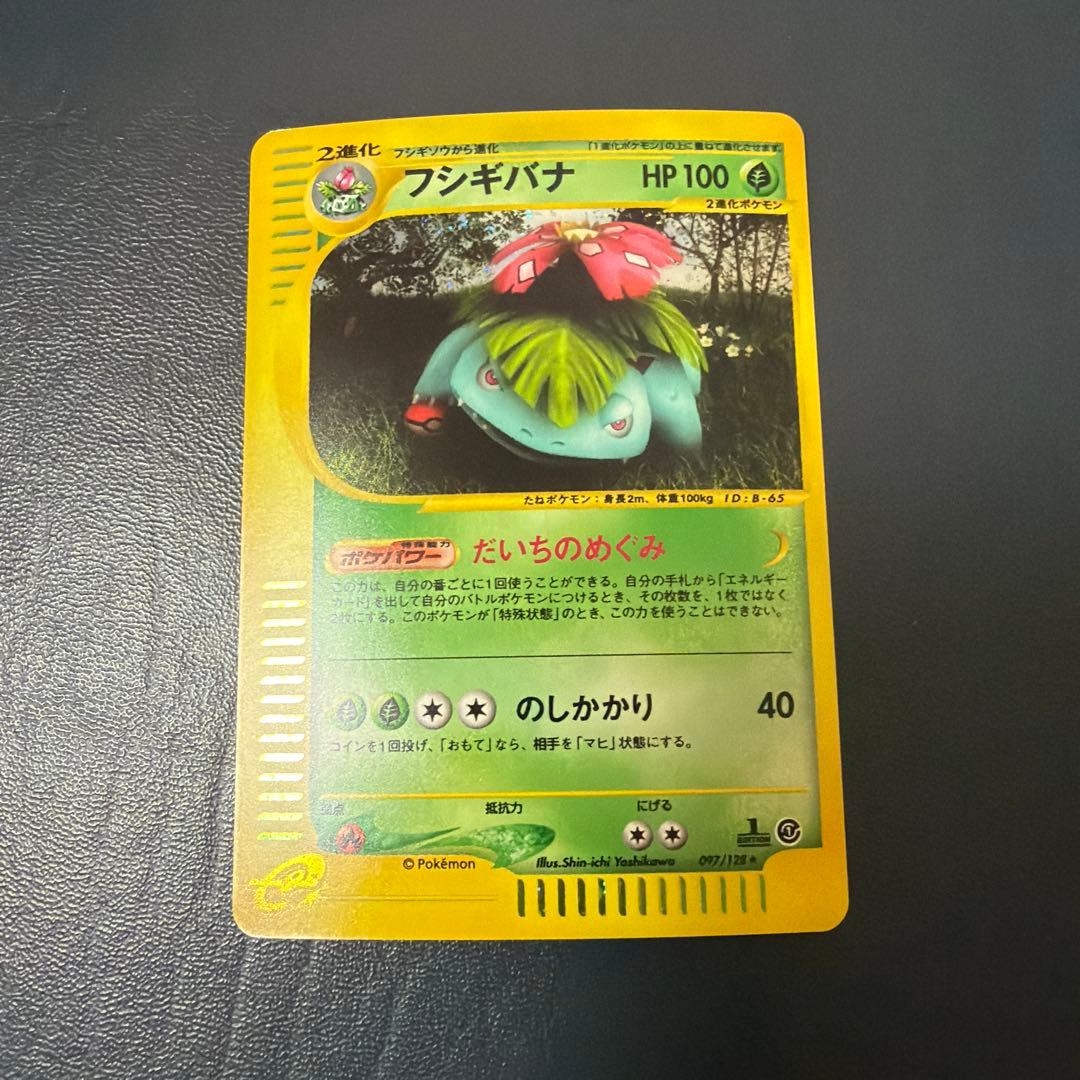 2進化 フシギソウから進化 「1進化ポケモン」の上に重ねて進化させます
フシギバナ HP 100
2進化ポケモン
たねポケモン：身長2m、体重100kg ID:B-65
特殊能力
ポケパワー だいちのめぐみ
この力は、自分の番ごとに1回使うことができる。自分の手札から「エネルギー
カード」を出して自分のバトルポケモンにつけるとき、その枚数を、1枚ではなく
2枚にする。このポケモンが「特殊状態」のとき、この力を使うことはできない。
のしかかり 40
コインを1回投げ、「おもて」なら、相手を「マヒ」状態にする。
弱点 抵抗力 にげる
1 EDITION
©Pokémon Illus.Shin-ichi Yoshikawa 097/128